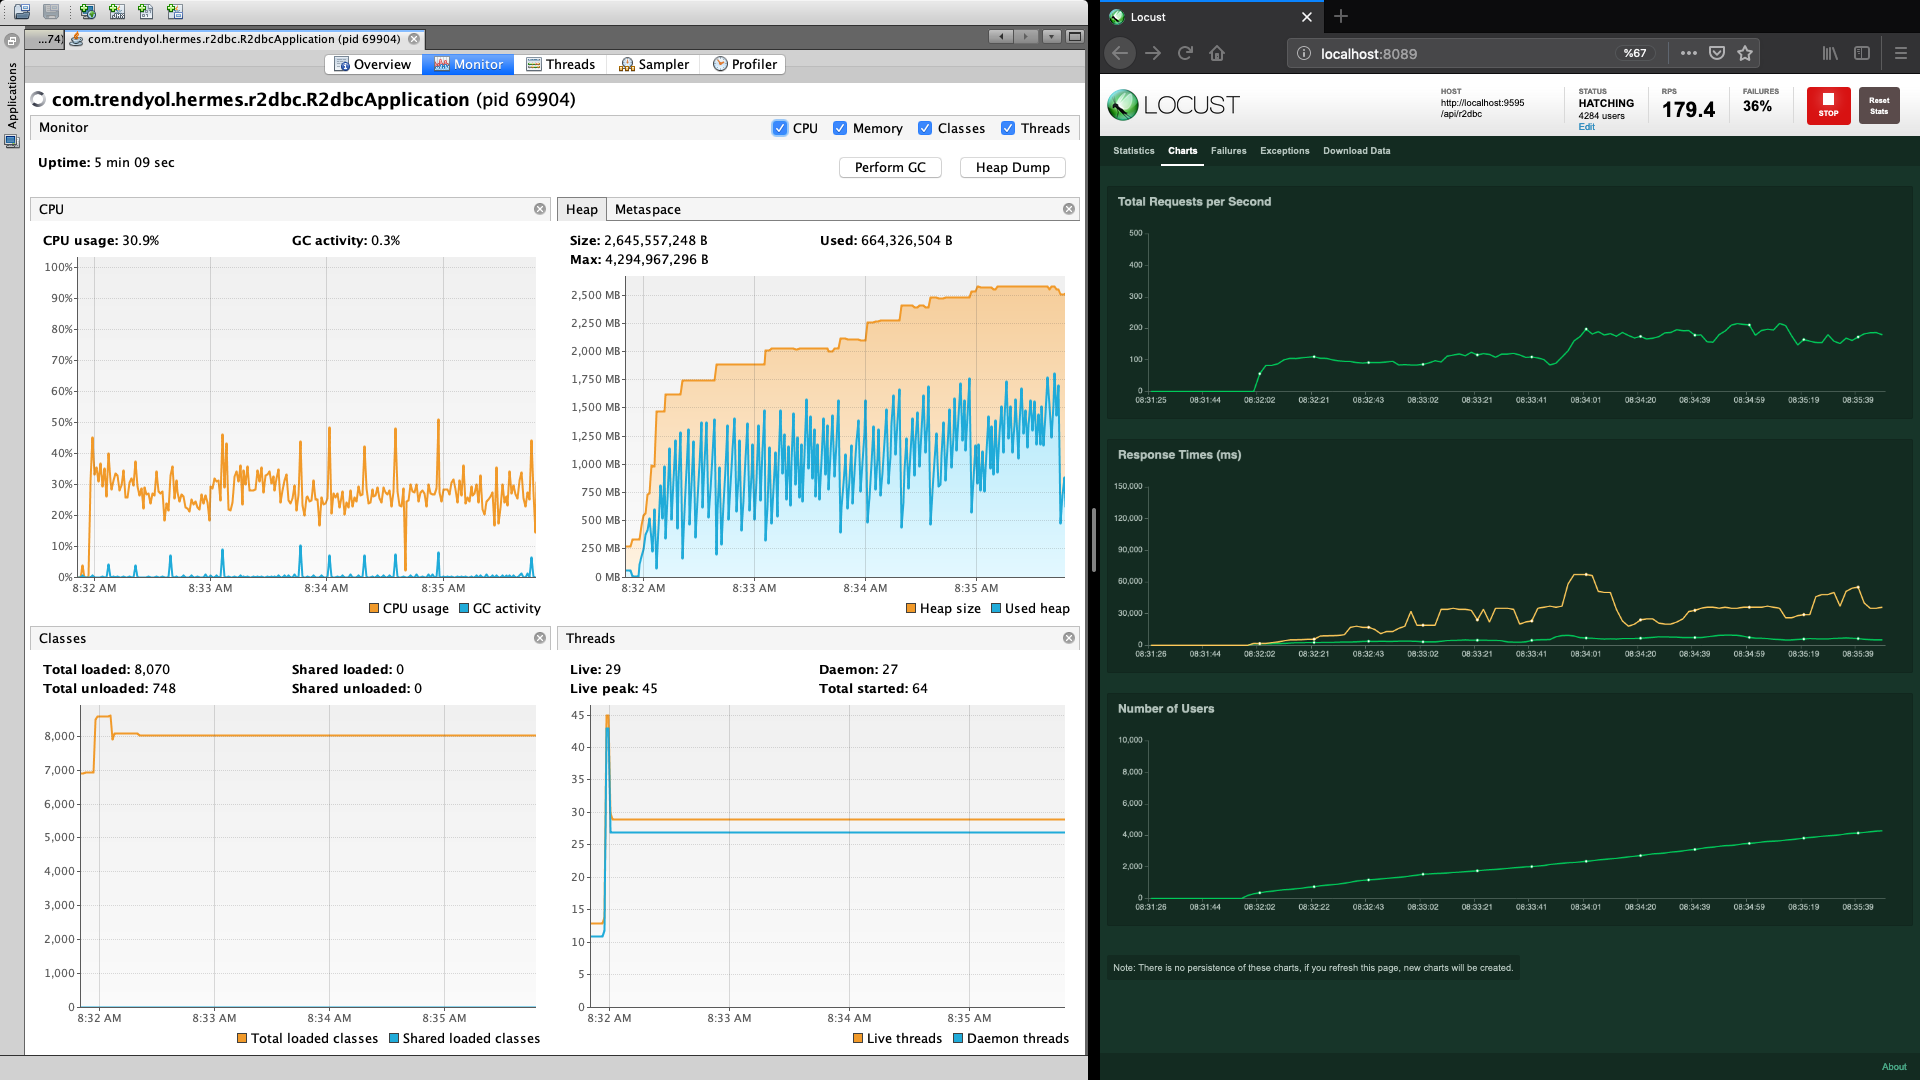 ...74)
com.trendyol.hermes.r2dbc.R2dbcApplication (pid 69904)
Applications
Overview
Monitor
Threads
Sampler
Profiler
com.trendyol.hermes.r2dbc.R2dbcApplication (pid 69904)
Monitor
CPU
Memory
Classes
Threads
Uptime: 5 min 09 sec
Perform GC
Heap Dump
CPU
CPU usage: 30.9%
GC activity: 0.3%
100%
90%
80%
70%
60%
50%
40%
30%
20%
10%
0%
8:32 AM
8:33 AM
8:34 AM
8:35 AM
CPU usage
GC activity
Heap
Metaspace
Size: 2,645,557,248 B
Used: 664,326,504 B
Max: 4,294,967,296 B
2,500 MB
2,250 MB
2,000 MB
1,750 MB
1,500 MB
1,250 MB
1,000 MB
750 MB
500 MB
250 MB
0 MB
8:32 AM
8:33 AM
8:34 AM
8:35 AM
Heap size
Used heap
Classes
Total loaded: 8,070
Shared loaded: 0
Total unloaded: 748
Shared unloaded: 0
8,000
7,000
6,000
5,000
4,000
3,000
2,000
1,000
0
8:32 AM
8:33 AM
8:34 AM
8:35 AM
Total loaded classes
Shared loaded classes
Threads
Live: 29
Daemon: 27
Live peak: 45
Total started: 64
45
40
35
30
25
20
15
10
5
0
8:32 AM
8:33 AM
8:34 AM
8:35 AM
Live threads
Daemon threads
Locust
localhost:8089
%67
LOCUST
HOST
http://localhost:9595
/api/r2dbc
STATUS
HATCHING
4284 users
Edit
RPS
179.4
FAILURES
36%
STOP
Reset
Stats
Statistics
Charts
Failures
Exceptions
Download Data
Total Requests per Second
500
400
300
200
100
0
08:31:25
08:31:44
08:32:02
08:32:21
08:32:43
08:33:02
08:33:21
08:33:41
08:34:01
08:34:20
08:34:39
08:34:59
08:35:19
08:35:39
Response Times (ms)
150,000
120,000
90,000
60,000
30,000
0
08:31:26
08:31:44
08:32:02
08:32:21
08:32:43
08:33:02
08:33:21
08:33:41
08:34:01
08:34:20
08:34:39
08:34:59
08:35:19
08:35:39
Number of Users
10,000
8,000
6,000
4,000
2,000
0
08:31:26
08:31:44
08:32:02
08:32:22
08:32:43
08:33:02
08:33:21
08:33:41
08:34:01
08:34:20
08:34:39
08:34:59
08:35:19
08:35:39
Note: There is no persistence of these charts, if you refresh this page, new charts will be created.
About